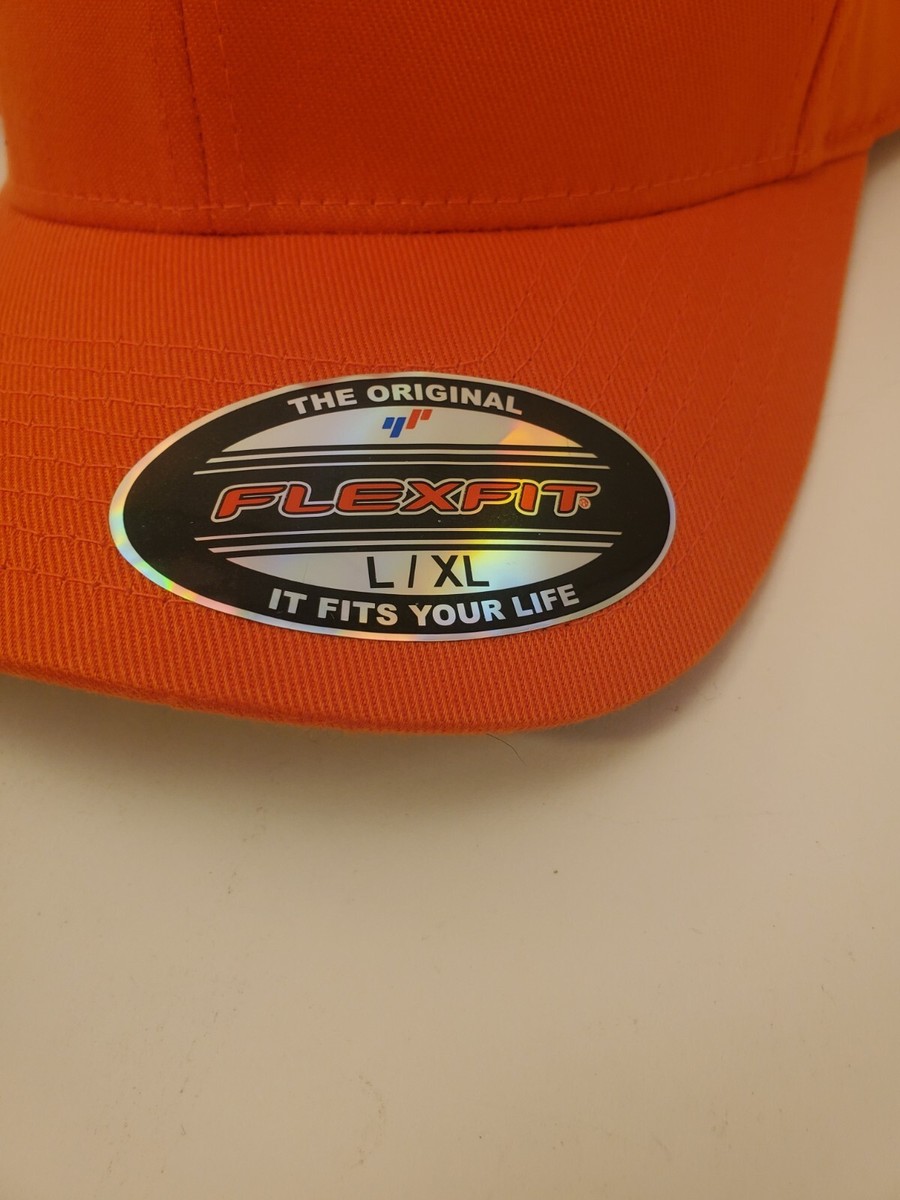 THE ORIGINAL
FLEXFIT®
L / XL
IT FITS YOUR LIFE